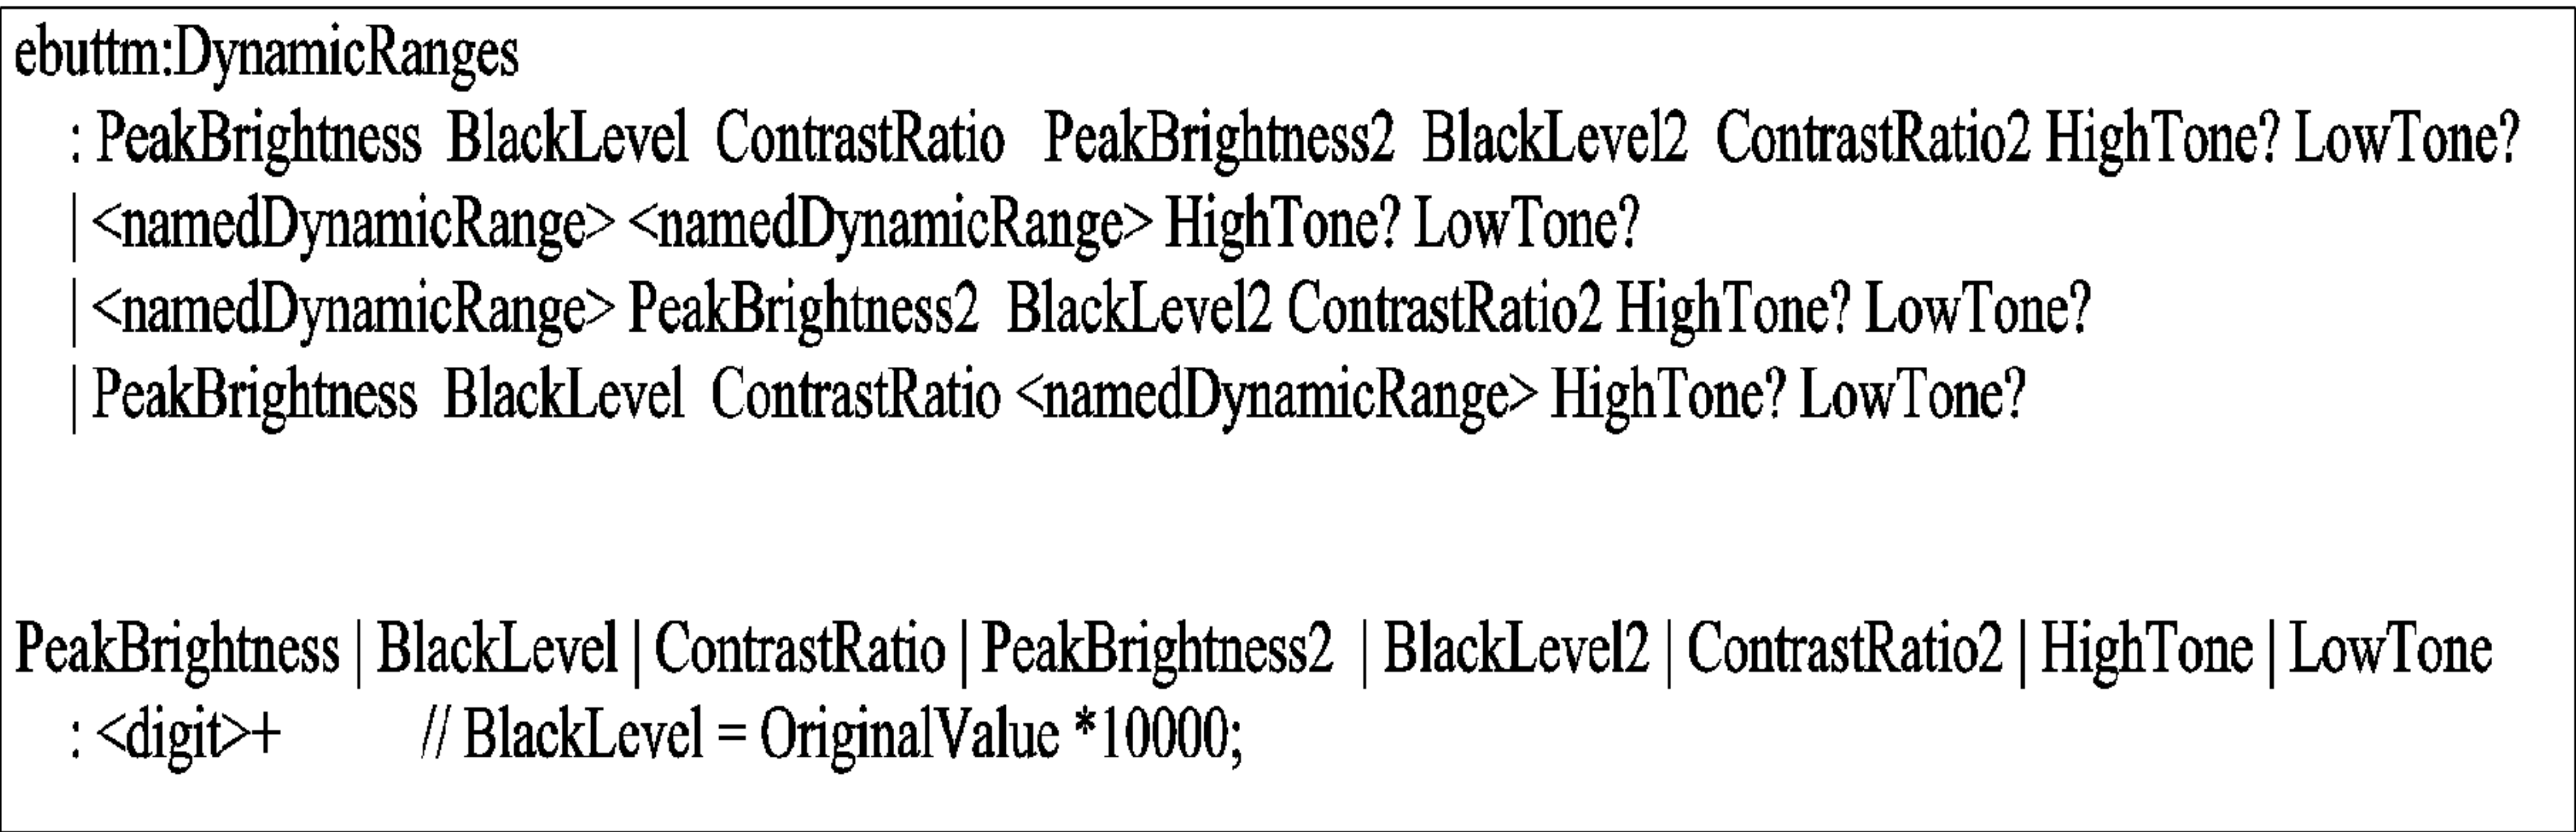 ebuttm:DynamicRanges
: PeakBrightness BlackLevel ContrastRatio PeakBrightness2 BlackLevel2 ContrastRatio2 HighTone? LowTone?
| <namedDynamicRange> <namedDynamicRange> HighTone? LowTone?
| <namedDynamicRange> PeakBrightness2 BlackLevel2 ContrastRatio2 HighTone? LowTone?
| PeakBrightness BlackLevel ContrastRatio <namedDynamicRange> HighTone? LowTone?
PeakBrightness | BlackLevel | ContrastRatio | PeakBrightness2 | BlackLevel2 | ContrastRatio2 | HighTone | LowTone
: <digit>+ // BlackLevel = OriginalValue *10000;